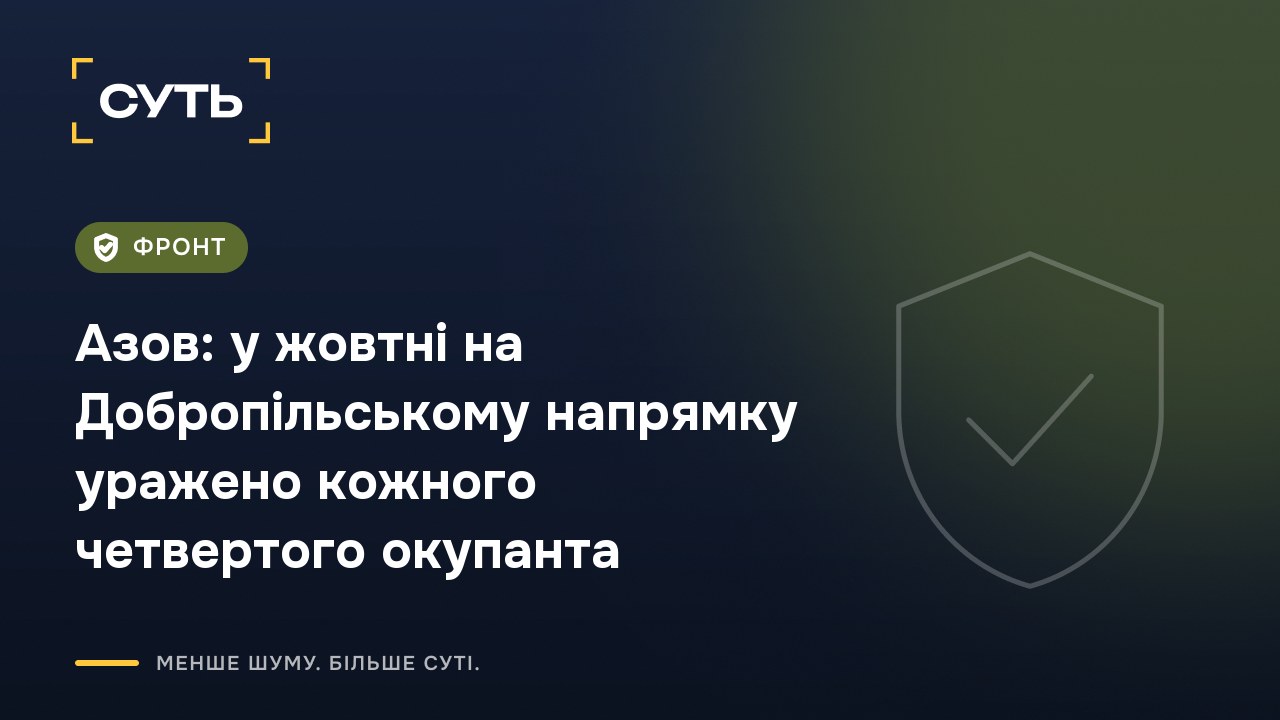 СУТЬ
ФРОНТ
Азов: у жовтні на
Добропільському напрямку
уражено кожного
четвертого окупанта
МЕНШЕ ШУМУ. БІЛЬШЕ СУТІ.